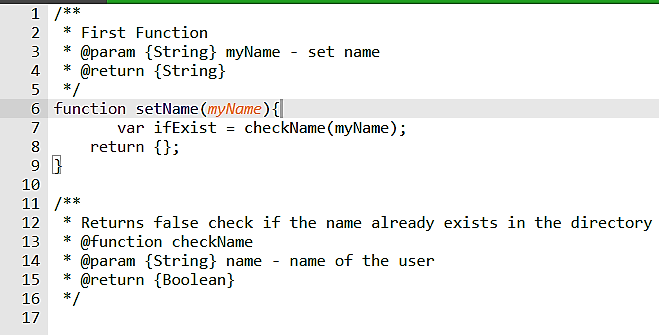 1 /**
2  * First Function
3  * @param {String} myName - set name
4  * @return {String}
5  */
6 function setName(myName){
7        var ifExist = checkName(myName);
8     return {};
9 }
10
11 /**
12  * Returns false check if the name already exists in the directory
13  * @function checkName
14  * @param {String} name - name of the user
15  * @return {Boolean}
16  */
17